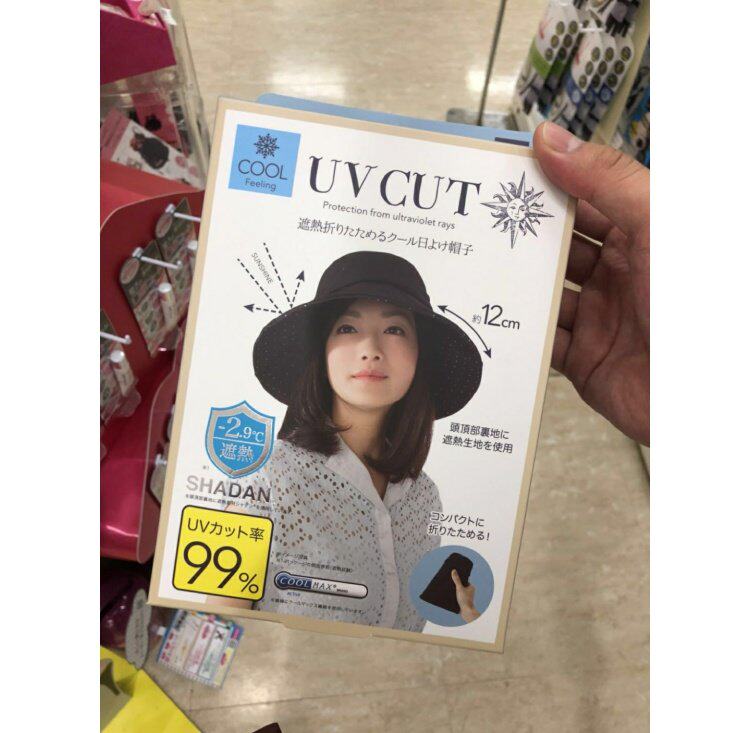 COOL
Feeling
UV CUT
Protection from ultraviolet rays
遮熱折りたためるクール日よけ帽子
SUNSHINE
約12cm
頭頂部裏地に
遮熱生地を使用
-2.9℃
遮熱
SHADAN
UVカット率
99%
コンパクトに
折りたためる!
COOLMAX®
BRAND
ACTIVE